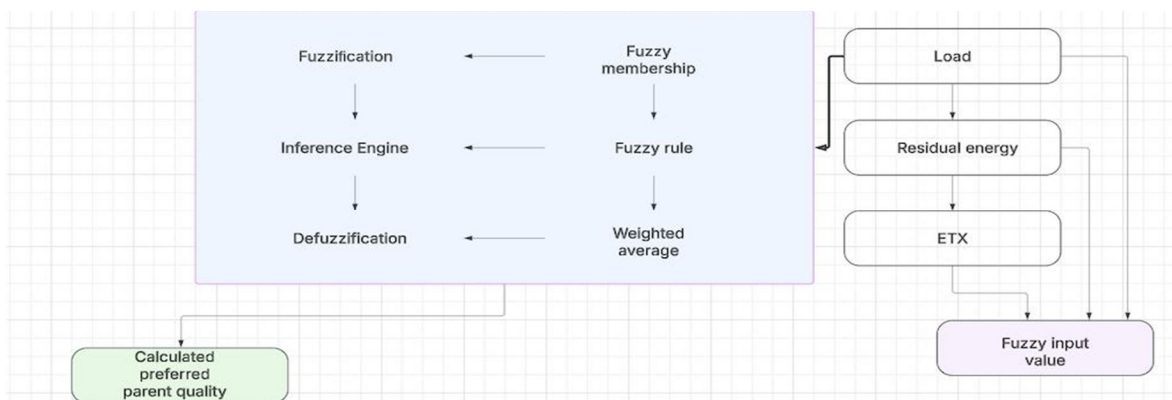 Fuzzification
Fuzzy
membership
Load
Inference Engine
Fuzzy rule
Residual energy
Defuzzification
Weighted
average
ETX
Fuzzy input
value
Calculated
preferred
parent quality